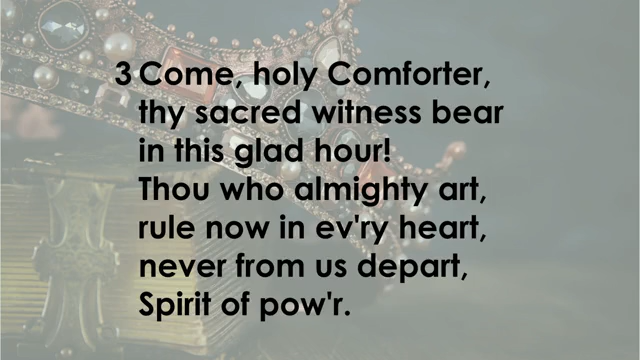 3 Come, holy Comforter,
thy sacred witness bear
in this glad hour!
Thou who almighty art,
rule now in ev'ry heart,
never from us depart,
Spirit of pow'r.